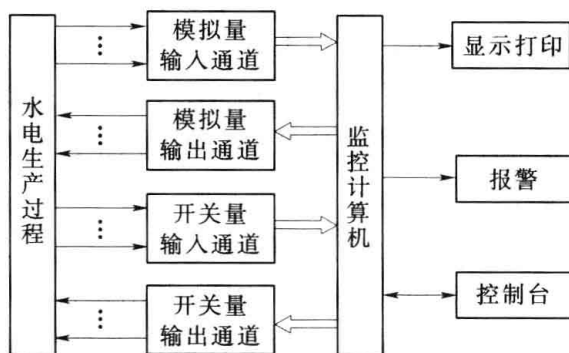 水电生产过程
模拟量
输入通道
模拟量
输出通道
开关量
输入通道
开关量
输出通道
监控计算机
显示打印
报警
控制台